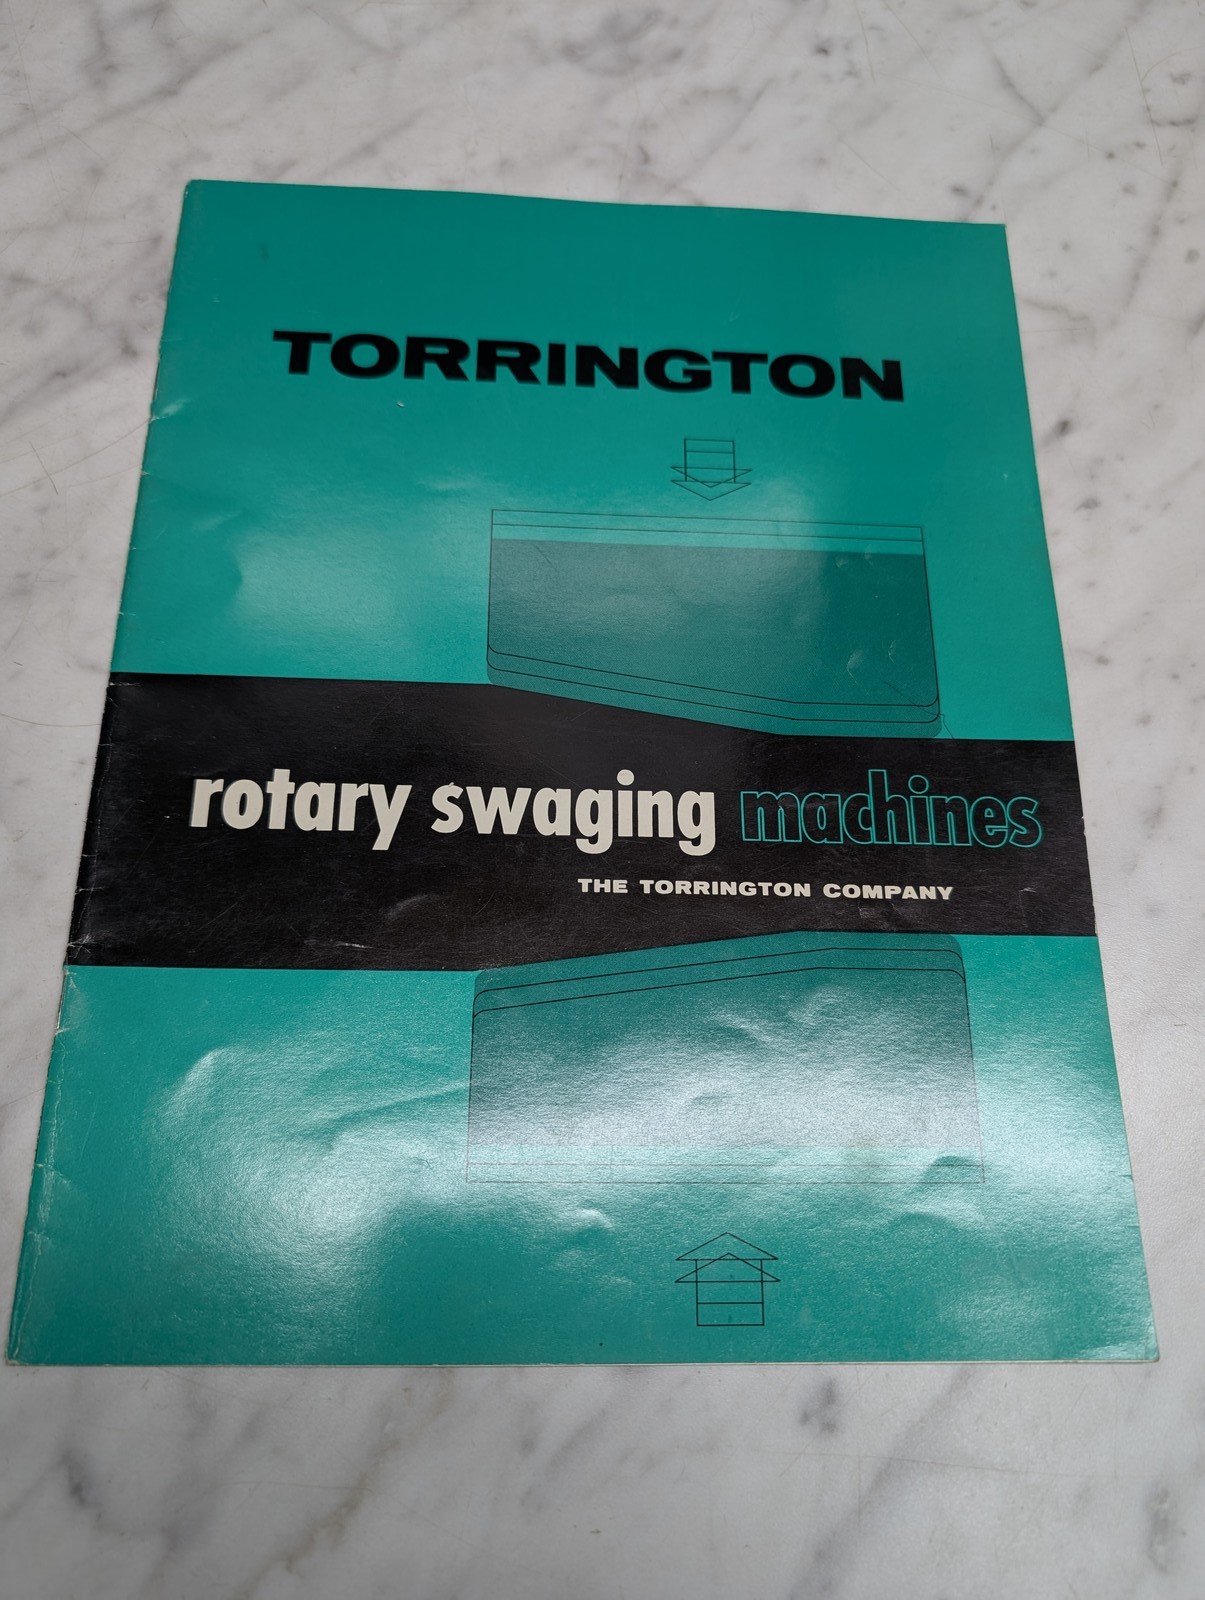 TORRINGTON
rotary swaging machines
THE TORRINGTON COMPANY